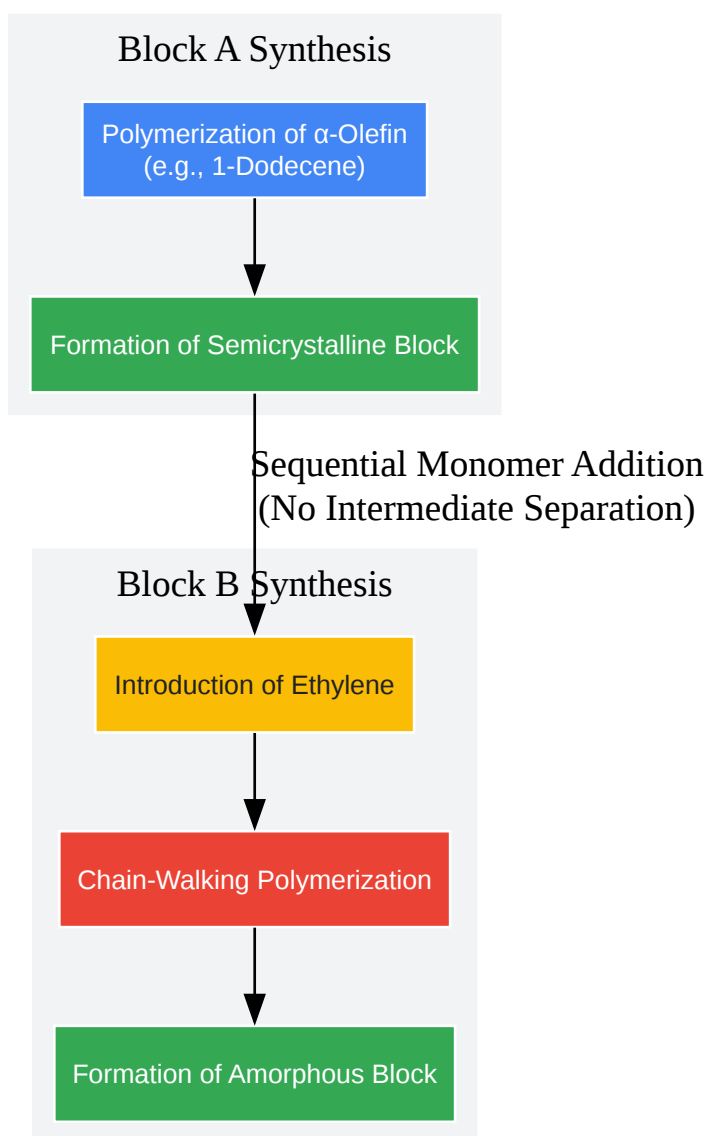 Block A Synthesis
Polymerization of α-Olefin
(e.g., 1-Dodecene)
Formation of Semicrystalline Block
Sequential Monomer Addition
(No Intermediate Separation)
Block B Synthesis
Introduction of Ethylene
Chain-Walking Polymerization
Formation of Amorphous Block